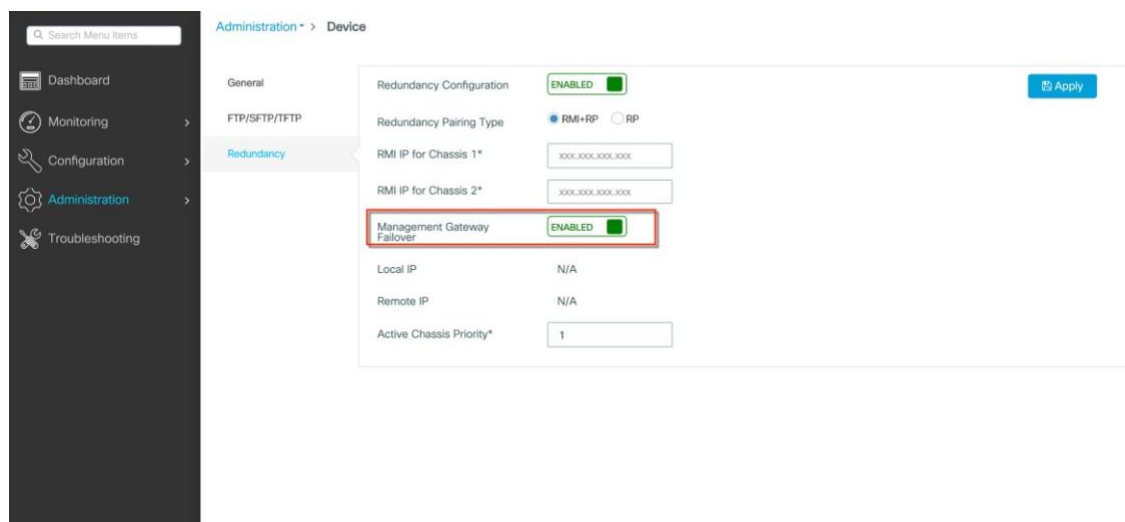 Search Menu Items
Administration > Device
Dashboard
Monitoring >
Configuration >
Administration >
Troubleshooting
General
FTP/SFTP/TFTP
Redundancy
Redundancy Configuration ENABLED
Apply
Redundancy Pairing Type RMI+RP RP
RMI IP for Chassis 1* xxx.xxx.xxx.xxx
RMI IP for Chassis 2* xxx.xxx.xxx.xxx
Management Gateway
Failover ENABLED
Local IP N/A
Remote IP N/A
Active Chassis Priority* 1